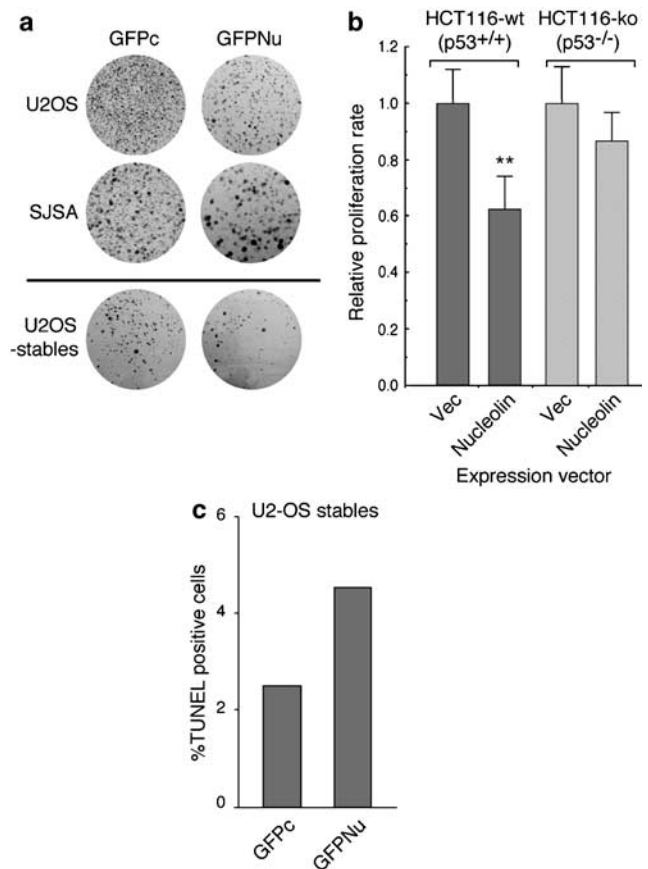 a
GFPc GFPNu
U2OS
SJSA
U2OS
-stables
b
HCT116-wt HCT116-ko
(p53+/+) (p53-/-)
Relative proliferation rate
1.2
1.0
0.8
0.6
0.4
0.2
0.0
**
Vec
Nucleolin
Vec
Nucleolin
Expression vector
c U2-OS stables
%TUNEL positive cells
6
4
2
0
GFPc
GFPNu